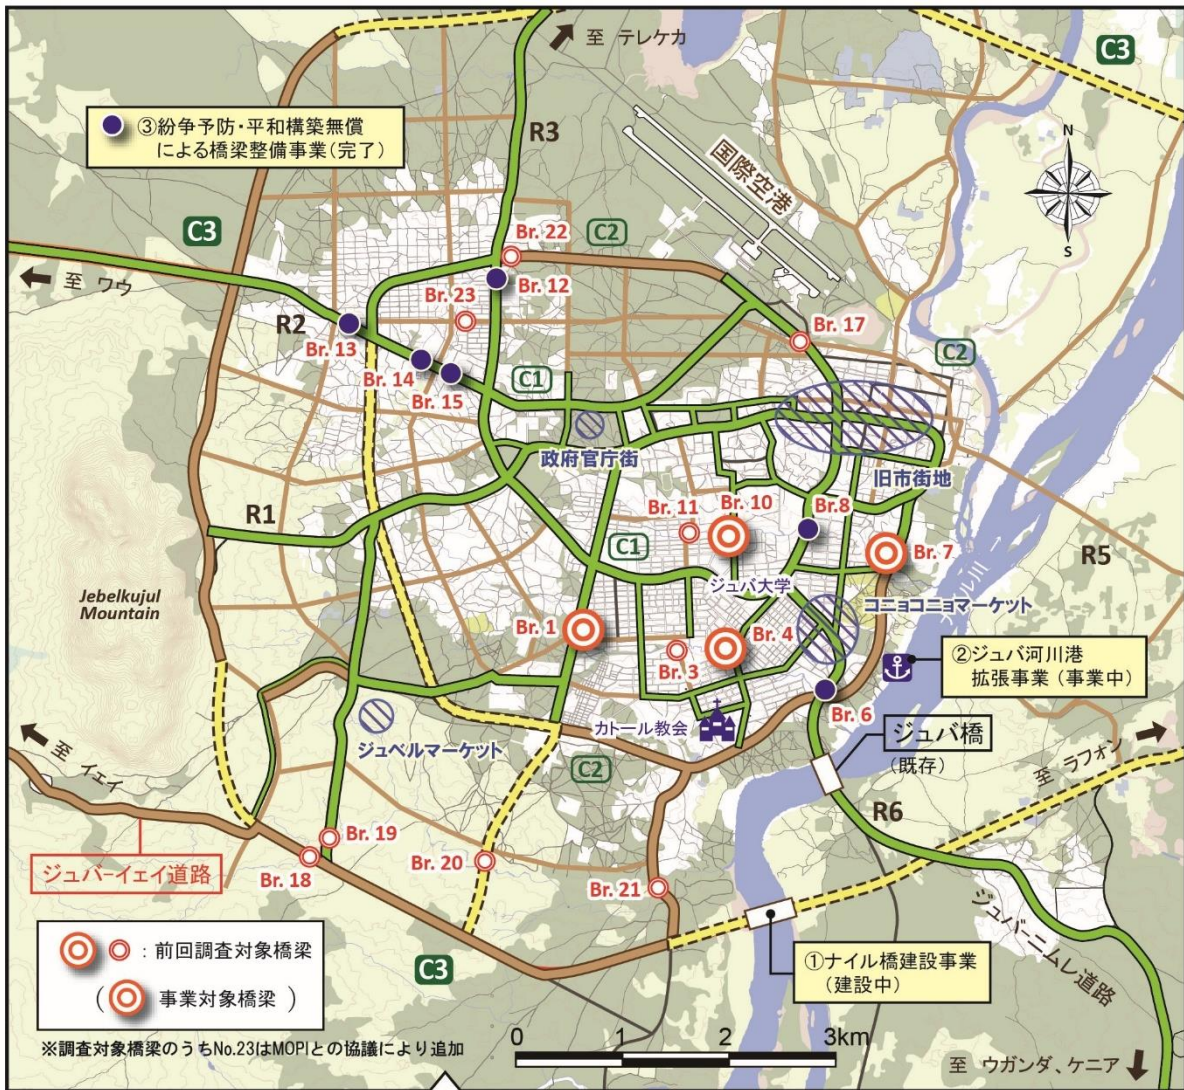 至 テレケカ
C3
③紛争予防・平和構築無償
による橋梁整備事業(完了)
R3
国際空港
N
S
C3
Br. 22
C2
至 ワウ
Br. 12
Br. 23
R2
Br. 17
Br. 13
C2
Br. 14
C1
Br. 15
政府官庁街
旧市街地
R1
Br. 11
Br. 10
Br.8
C1
Br. 7
R5
ジュバ大学
ナイル川
コニョコニョマーケット
Jebelkujul
Mountain
Br. 1
Br. 4
Br. 3
②ジュバ河川港
拡張事業(事業中)
Br. 6
カトール教会
ジュバ橋
(既存)
ジュベルマーケット
C2
至 イェイ
至 ラフォン
R6
Br. 19
ジュバ-イェイ道路
Br. 18
Br. 20
Br. 21
ジュバ-ニムレ道路
:前回調査対象橋梁
( 事業対象橋梁 )
C3
①ナイル橋建設事業
(建設中)
※調査対象橋梁のうちNo.23はMOPIとの協議により追加
0 1 2 3km
至 ウガンダ、ケニア